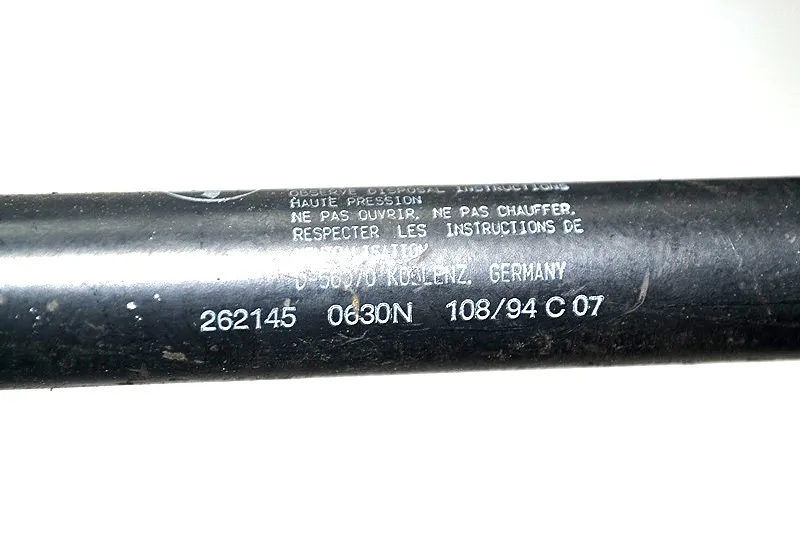 OBSERVE DISPOSAL INSTRUCTIONS
HAUTE PRESSION
NE PAS OUVRIR. NE PAS CHAUFFER.
RESPECTER LES INSTRUCTIONS DE
KOBLENZ, GERMANY
262145 0630N 108/94 C 07